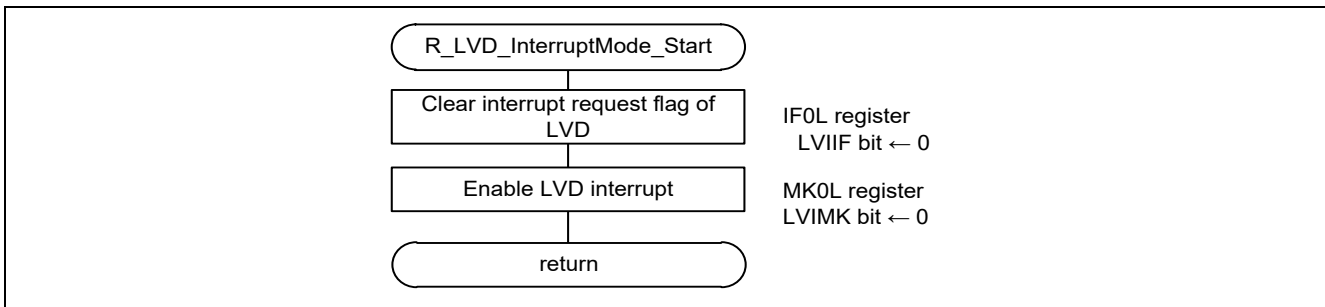 R_LVD_InterruptMode_Start
Clear interrupt request flag of
LVD
IF0L register
LVIIF bit ← 0
Enable LVD interrupt
MK0L register
LVIMK bit ← 0
return